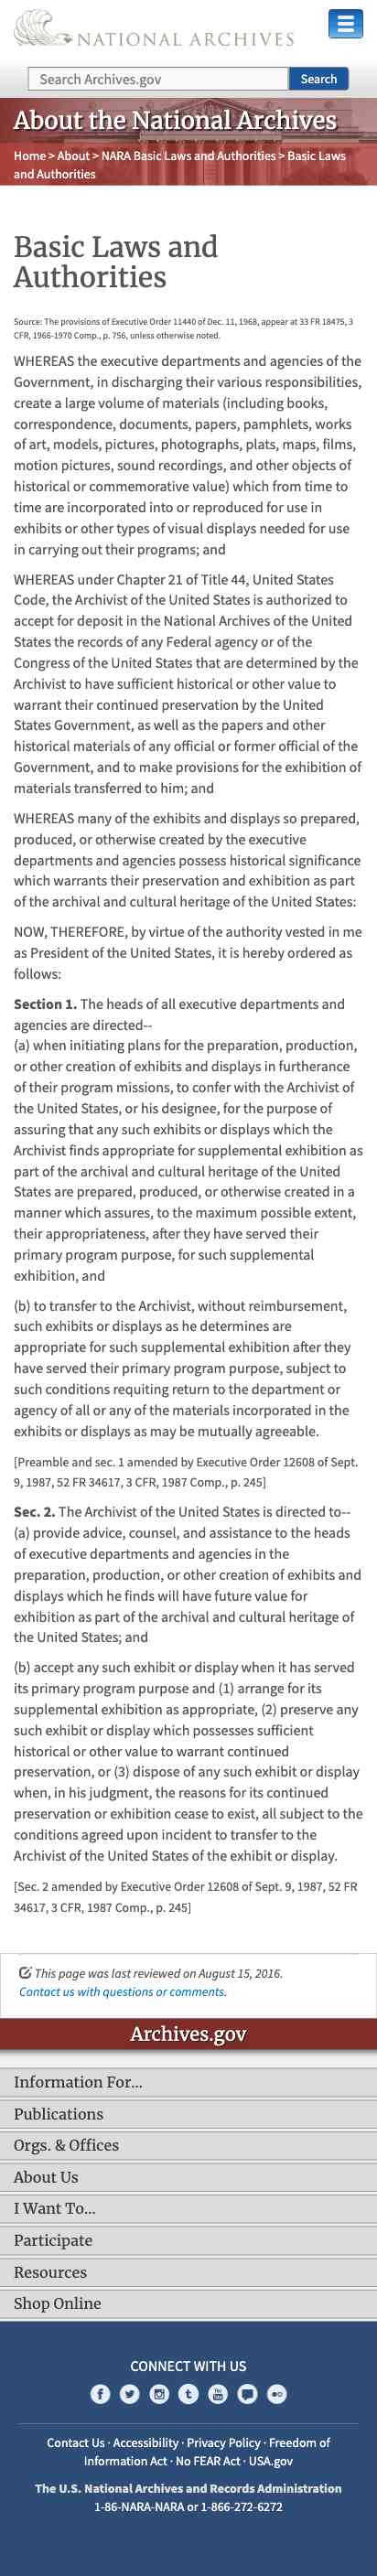 NATIONAL ARCHIVES
Search Archives.gov
Search
About the National Archives
Home > About > NARA Basic Laws and Authorities > Basic Laws
and Authorities
Basic Laws and
Authorities
Source: The provisions of Executive Order 11440 of Dec. 11, 1968, appear at 33 FR 18475, 3
CFR, 1966-1970 Comp., p. 756, unless otherwise noted.
WHEREAS the executive departments and agencies of the
Government, in discharging their various responsibilities,
create a large volume of materials (including books,
correspondence, documents, papers, pamphlets, works
of art, models, pictures, photographs, plats, maps, films,
motion pictures, sound recordings, and other objects of
historical or commemorative value) which from time to
time are incorporated into or reproduced for use in
exhibits or other types of visual displays needed for use
in carrying out their programs; and
WHEREAS under Chapter 21 of Title 44, United States
Code, the Archivist of the United States is authorized to
accept for deposit in the National Archives of the United
States the records of any Federal agency or of the
Congress of the United States that are determined by the
Archivist to have sufficient historical or other value to
warrant their continued preservation by the United
States Government, as well as the papers and other
historical materials of any official or former official of the
Government, and to make provisions for the exhibition of
materials transferred to him; and
WHEREAS many of the exhibits and displays so prepared,
produced, or otherwise created by the executive
departments and agencies possess historical significance
which warrants their preservation and exhibition as part
of the archival and cultural heritage of the United States:
NOW, THEREFORE, by virtue of the authority vested in me
as President of the United States, it is hereby ordered as
follows:
Section 1. The heads of all executive departments and
agencies are directed--
(a) when initiating plans for the preparation, production,
or other creation of exhibits and displays in furtherance
of their program missions, to confer with the Archivist of
the United States, or his designee, for the purpose of
assuring that any such exhibits or displays which the
Archivist finds appropriate for supplemental exhibition as
part of the archival and cultural heritage of the United
States are prepared, produced, or otherwise created in a
manner which assures, to the maximum possible extent,
their appropriateness, after they have served their
primary program purpose, for such supplemental
exhibition, and
(b) to transfer to the Archivist, without reimbursement,
such exhibits or displays as he determines are
appropriate for such supplemental exhibition after they
have served their primary program purpose, subject to
such conditions requiting return to the department or
agency of all or any of the materials incorporated in the
exhibits or displays as may be mutually agreeable.
[Preamble and sec. 1 amended by Executive Order 12608 of Sept.
9, 1987, 52 FR 34617, 3 CFR, 1987 Comp., p. 245]
Sec. 2. The Archivist of the United States is directed to--
(a) provide advice, counsel, and assistance to the heads
of executive departments and agencies in the
preparation, production, or other creation of exhibits and
displays which he finds will have future value for
exhibition as part of the archival and cultural heritage of
the United States; and
(b) accept any such exhibit or display when it has served
its primary program purpose and (1) arrange for its
supplemental exhibition as appropriate, (2) preserve any
such exhibit or display which possesses sufficient
historical or other value to warrant continued
preservation, or (3) dispose of any such exhibit or display
when, in his judgment, the reasons for its continued
preservation or exhibition cease to exist, all subject to the
conditions agreed upon incident to transfer to the
Archivist of the United States of the exhibit or display.
[Sec. 2 amended by Executive Order 12608 of Sept. 9, 1987, 52 FR
34617, 3 CFR, 1987 Comp., p. 245]
This page was last reviewed on August 15, 2016.
Contact us with questions or comments.
Archives.gov
Information For…
Publications
Orgs. & Offices
About Us
I Want To…
Participate
Resources
Shop Online
CONNECT WITH US
Contact Us · Accessibility · Privacy Policy · Freedom of
Information Act · No FEAR Act · USA.gov
The U.S. National Archives and Records Administration
1-86-NARA-NARA or 1-866-272-6272